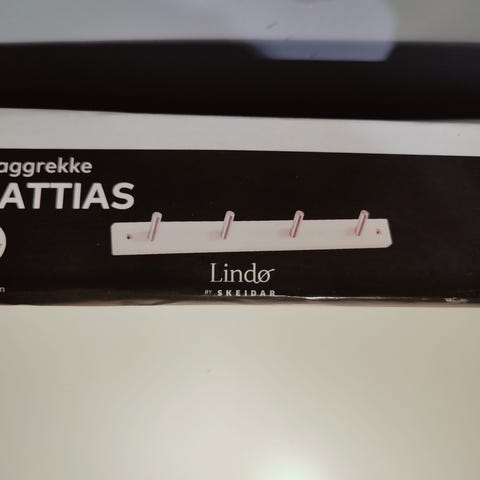 aggrekke
ATTIAS
Lindø
BY SKEIDAR